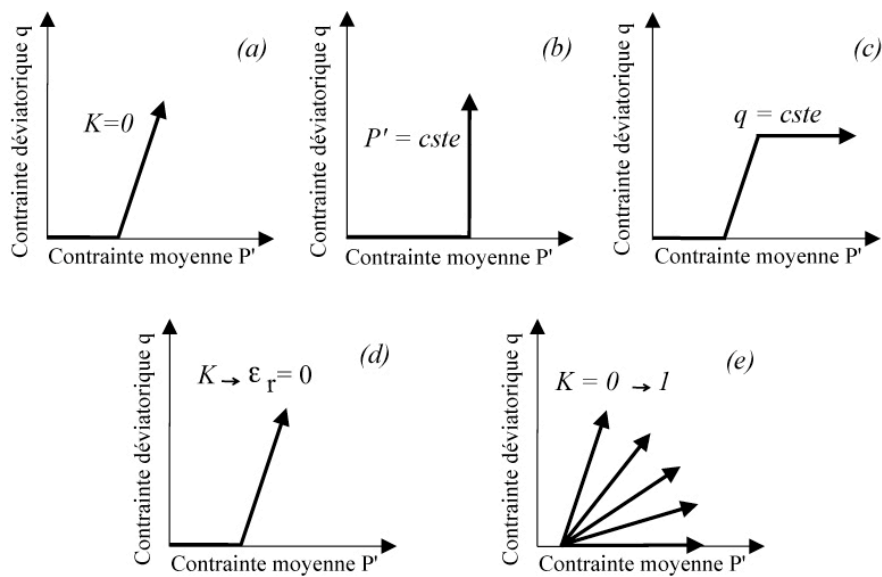 Contrainte déviatorique q
(a)
K=0
Contrainte moyenne P'
Contrainte déviatorique q
(b)
P' = cste
Contrainte moyenne P'
Contrainte déviatorique q
(c)
q = cste
Contrainte moyenne P'
Contrainte déviatorique q
(d)
K → ε r = 0
Contrainte moyenne P'
Contrainte déviatorique q
(e)
K = 0 → 1
Contrainte moyenne P'